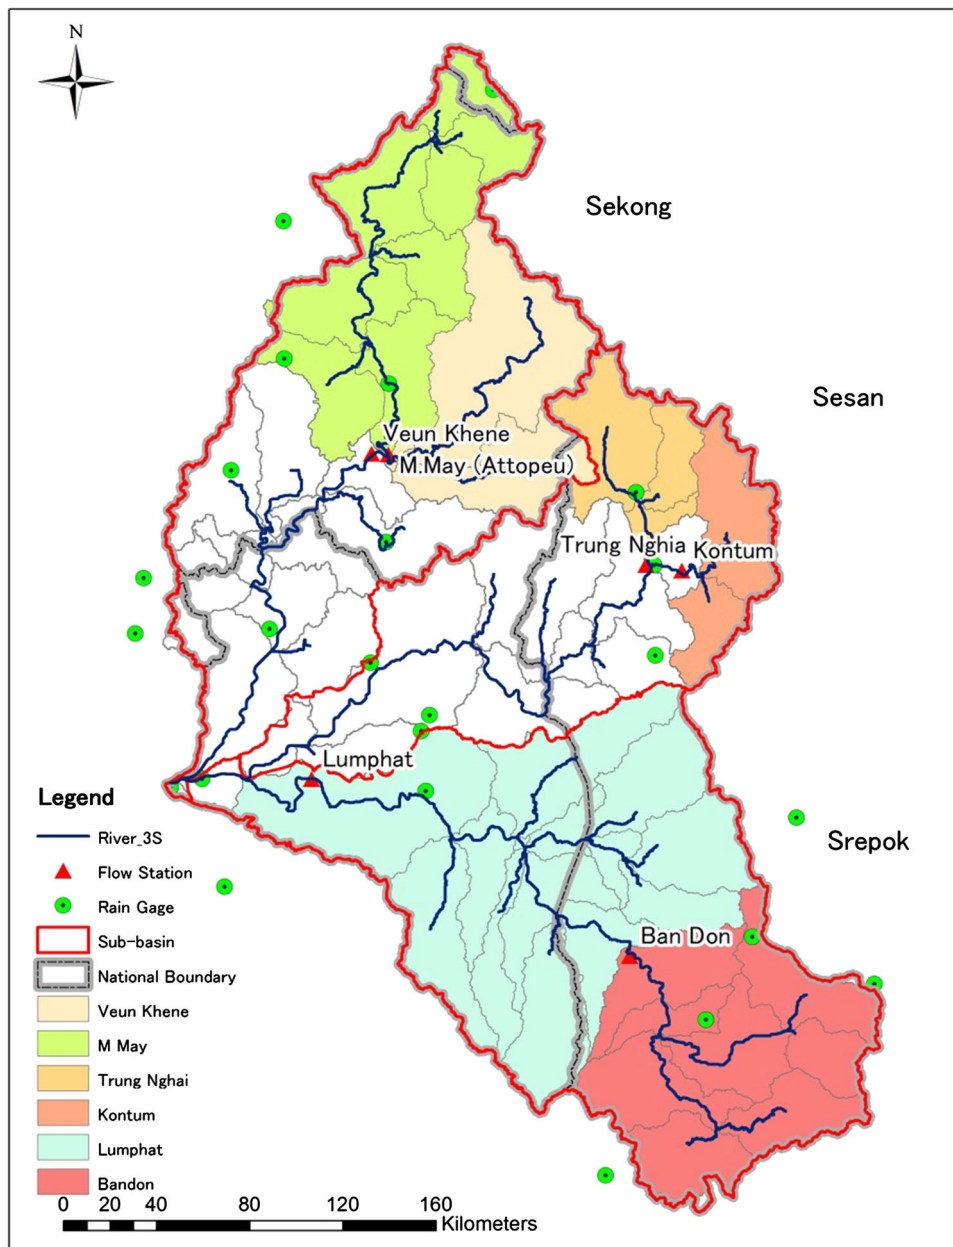 N
Sekong
Sesan
Veun Khene
M.May (Attopeu)
Trung Nghia
Kontum
Lumphat
Srepok
Ban Don
Legend
River_3S
Flow Station
Rain Gage
Sub-basin
National Boundary
Veun Khene
M May
Trung Nghai
Kontum
Lumphat
Bandon
0 20 40 80 120 160
Kilometers